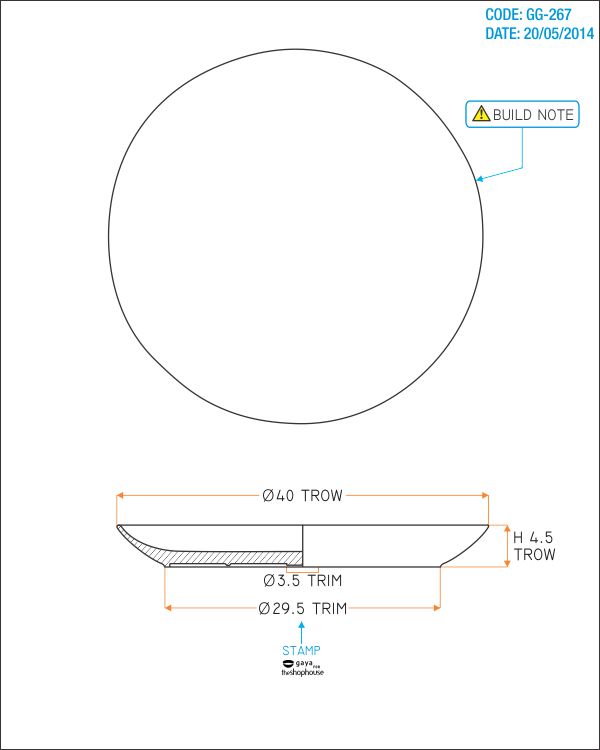 CODE: GG-267
DATE: 20/05/2014
BUILD NOTE
Ø40 TROW
H 4.5
TROW
Ø3.5 TRIM
Ø29.5 TRIM
STAMP
gaya FOR
theshophouse